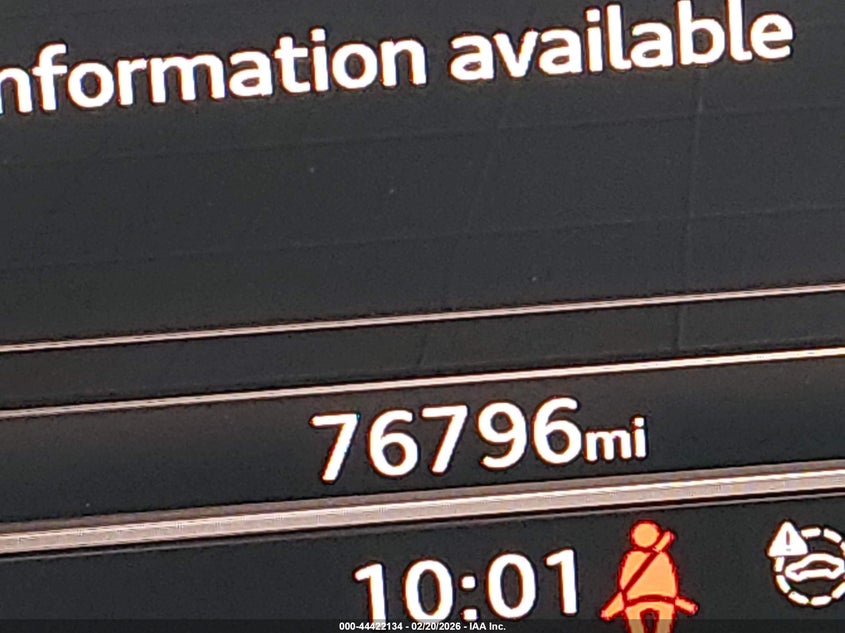 nformation available
76796mi
10:01
000-44422134 - 02/20/2026 - IAA Inc.